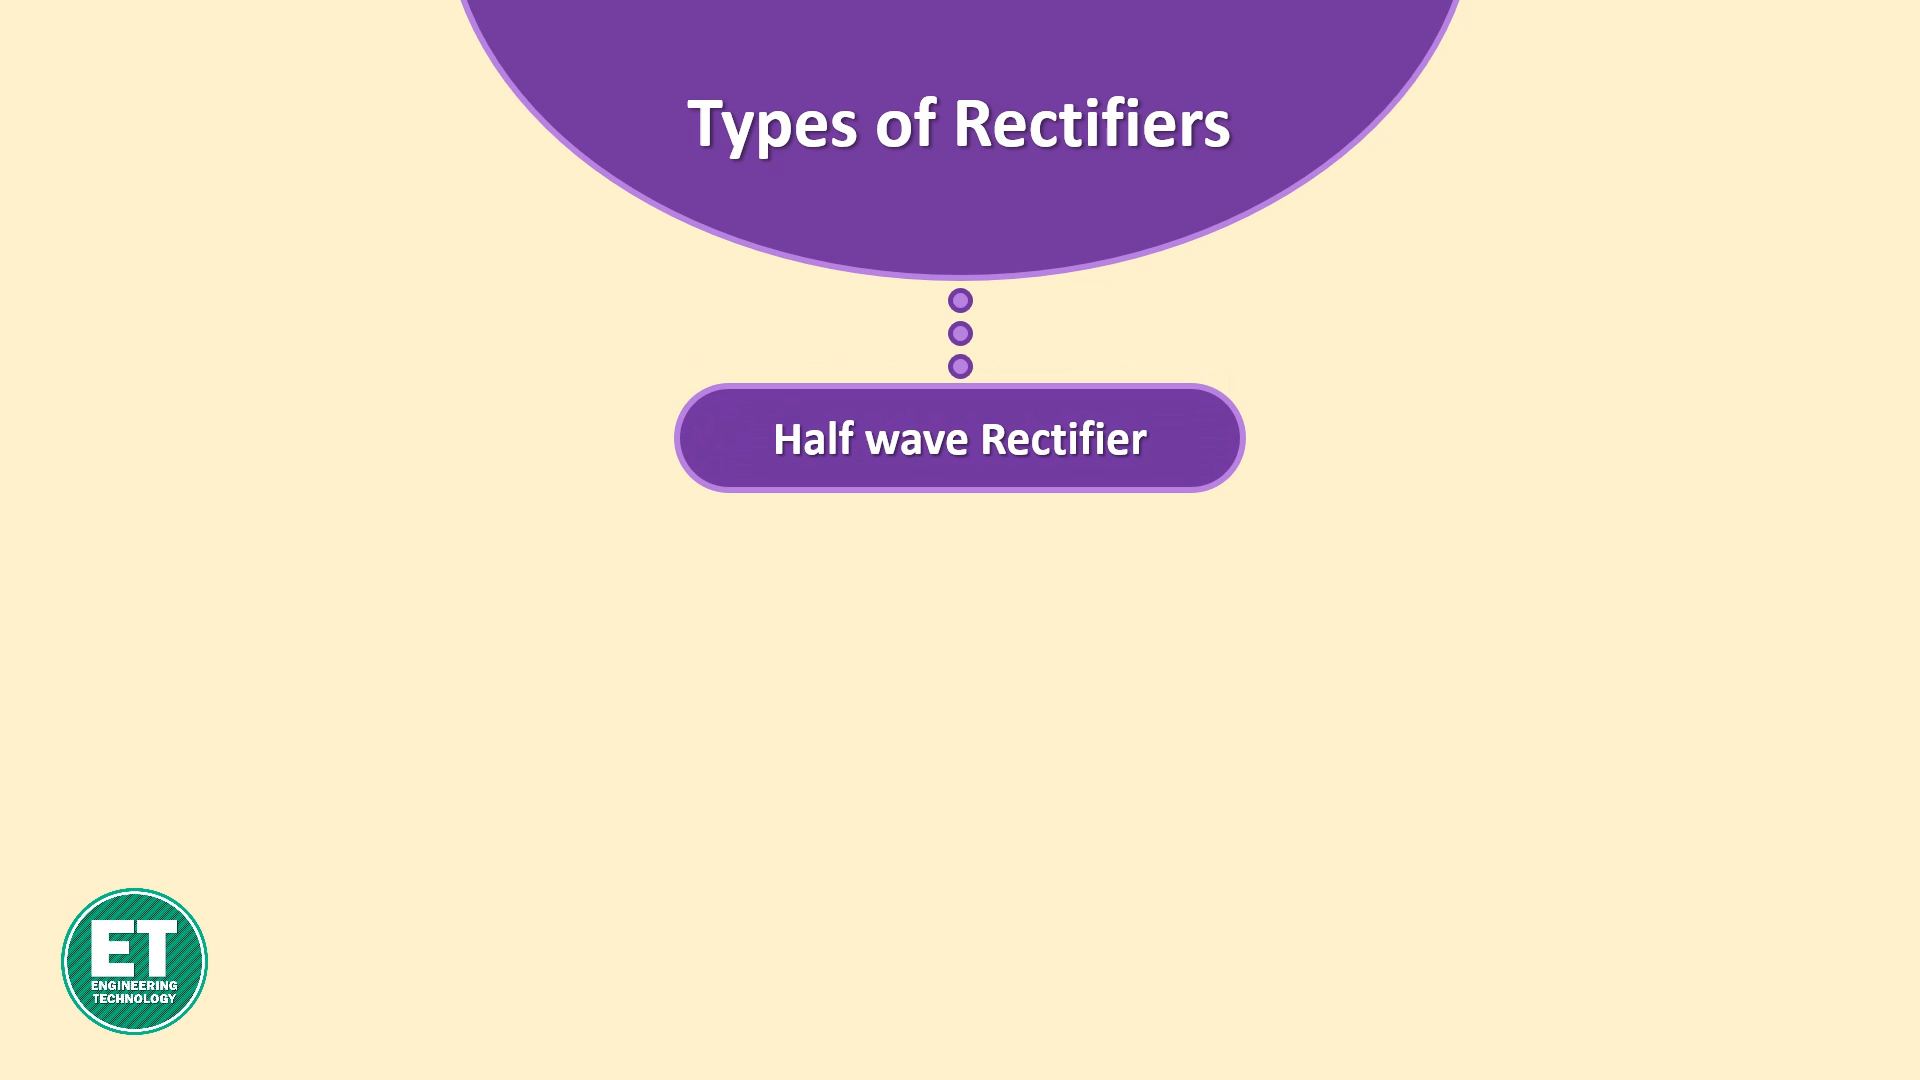 Types of Rectifiers
Half wave Rectifier
ET
ENGINEERING
TECHNOLOGY